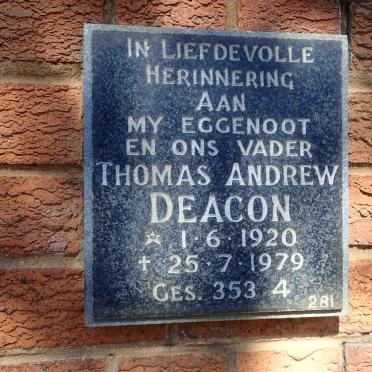 IN LIEFDEVOLLE
HERINNERING
AAN
MY EGGENOOT
EN ONS VADER
THOMAS ANDREW
DEACON
☆ 1·6·1920
† 25·7·1979
GES. 353 4
281